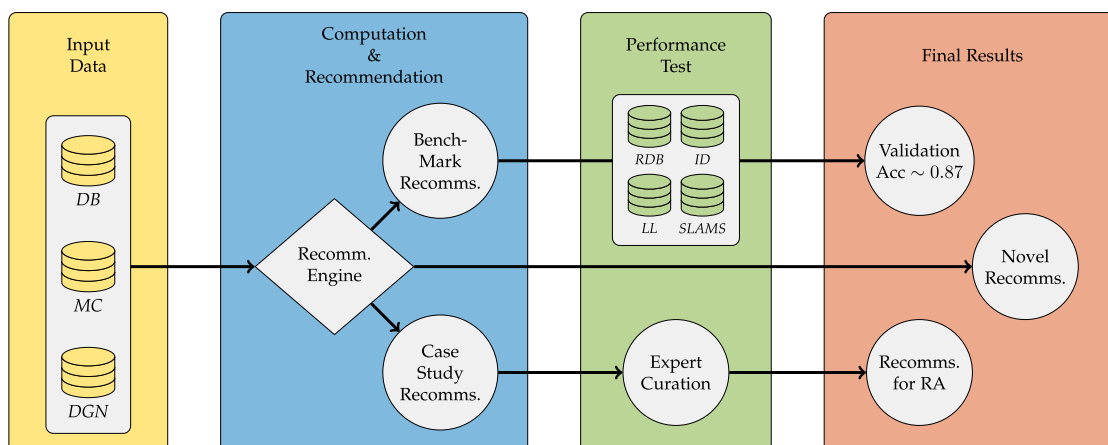 Input
Data
DB
MC
DGN
Computation
&
Recommendation
Bench-
Mark
Recomms.
Recomm.
Engine
Case
Study
Recomms.
Performance
Test
RDB ID
LL SLAMS
Expert
Curation
Final Results
Validation
Acc ∼ 0.87
Novel
Recomms.
Recomms.
for RA